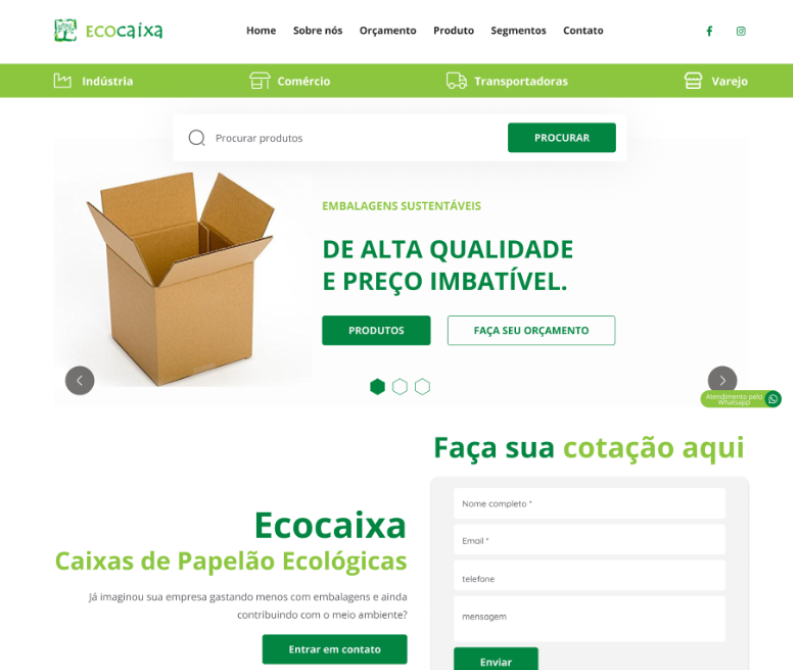 ECOcaixa
Home Sobre nós Orçamento Produto Segmentos Contato
Indústria Comércio Transportadoras Varejo
Procurar produtos PROCURAR
EMBALAGENS SUSTENTÁVEIS
DE ALTA QUALIDADE
E PREÇO IMBATÍVEL.
PRODUTOS FAÇA SEU ORÇAMENTO
Atendimento pelo
Whatsapp
Faça sua cotação aqui
Ecocaixa
Caixas de Papelão Ecológicas
Já imaginou sua empresa gastando menos com embalagens e ainda
contribuindo com o meio ambiente?
Entrar em contato
Nome completo *
Email *
telefone
mensagem
Enviar